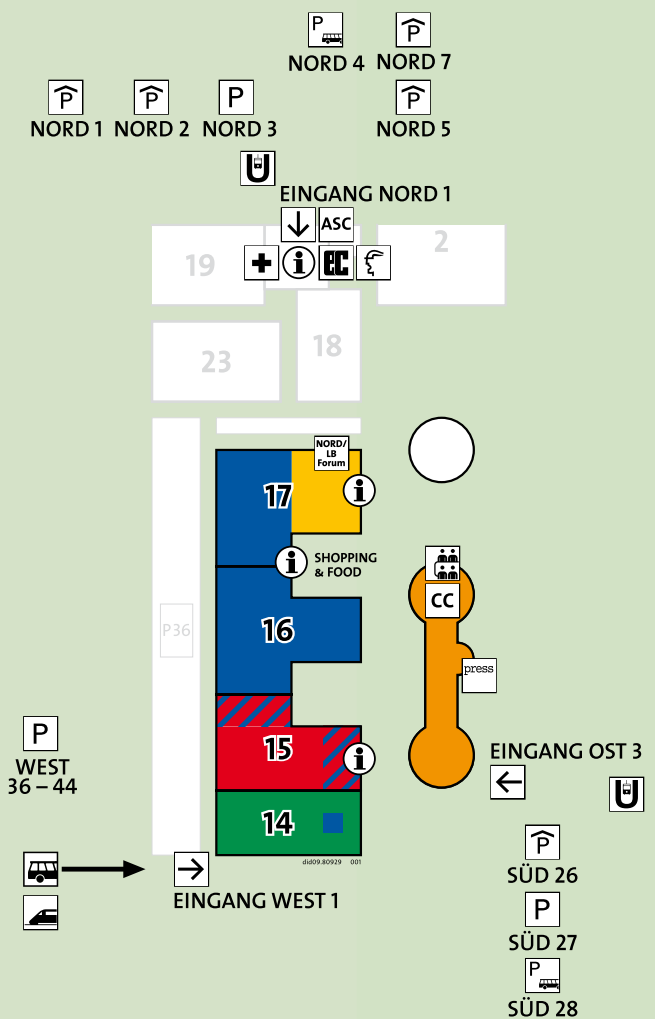 P
P
NORD 4
NORD 7
P
P
P
P
NORD 1
NORD 2
NORD 3
NORD 5
U
EINGANG NORD 1
ASC
19
i
ec
2
23
18
NORD/
LB
Forum
17
i
i
SHOPPING
& FOOD
CC
16
P36
press
P
WEST
36 – 44
15
i
EINGANG OST 3
U
14
did09.80929 001
P
SÜD 26
EINGANG WEST 1
P
SÜD 27
P
SÜD 28